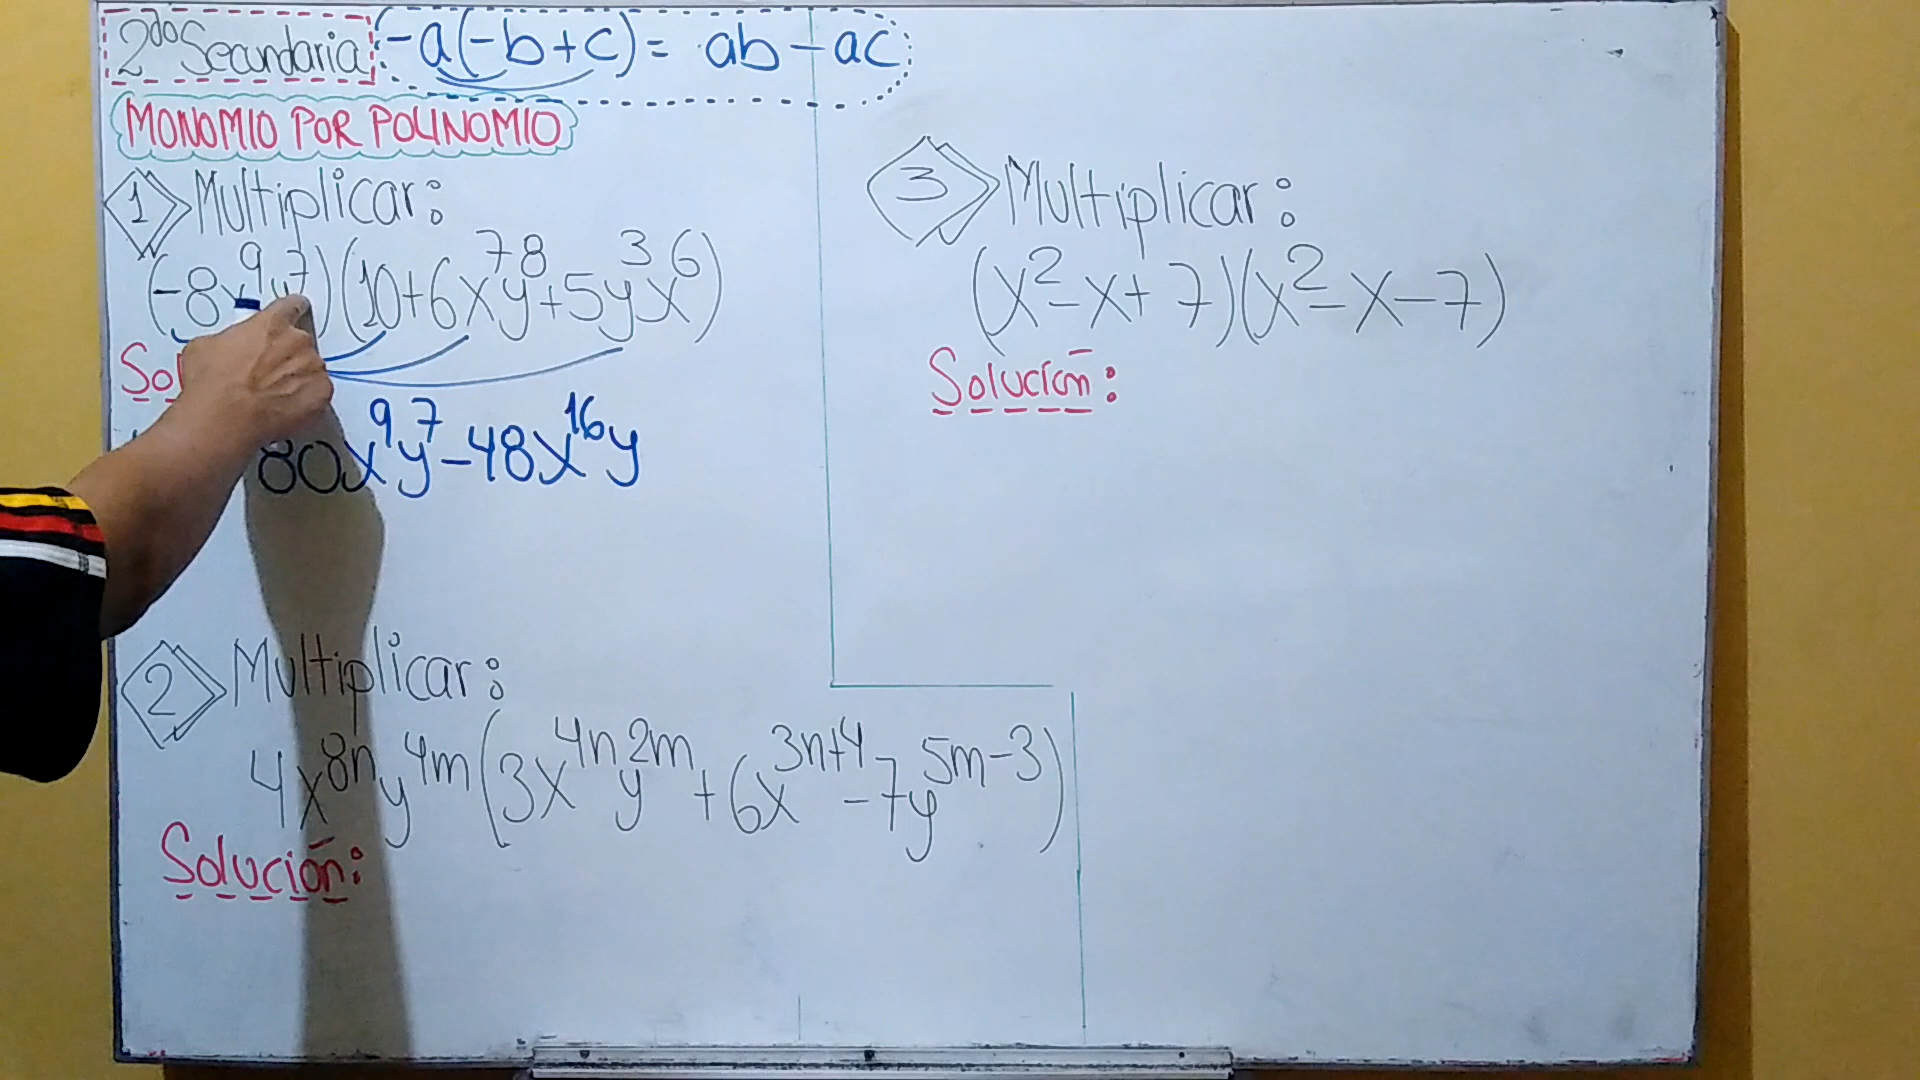 2do Secundaria -a(-b+c) = ab - ac
MONOMIO POR POLINOMIO
1 Multiplicar:
(-8x⁹y⁷)(10+6x⁷y⁸+5y³x⁶)
80x⁹y⁷-48x¹⁶y
2 Multiplicar:
4x⁸ⁿy⁴ᵐ(3x⁴ⁿy²ᵐ+6x³ⁿ⁺⁴-7y⁵ᵐ⁻³)
Solución:
3 Multiplicar:
(x²-x+7)(x²-x-7)
Solución: